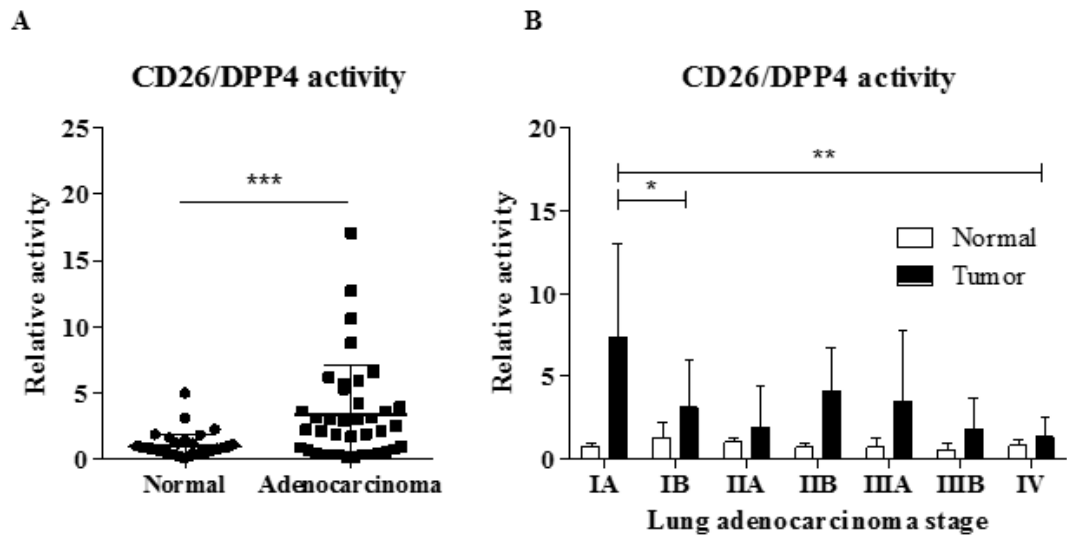 A
CD26/DPP4 activity
Relative activity
25
20
15
10
5
0
***
Normal
Adenocarcinoma
B
CD26/DPP4 activity
Relative activity
20
15
10
5
0
**
*
Normal
Tumor
IA
IB
IIA
IIB
IIIA
IIIB
IV
Lung adenocarcinoma stage